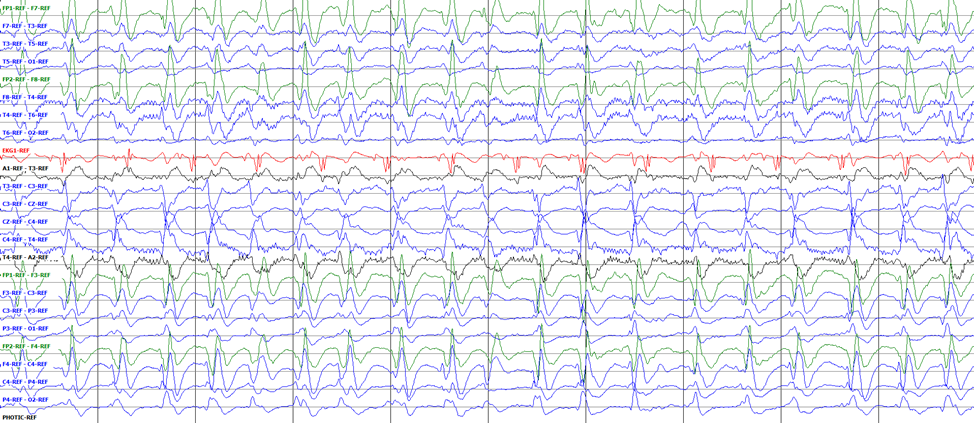 FP1-REF - F7-REF
F7-REF - T3-REF
T3-REF - T5-REF
T5-REF - O1-REF
FP2-REF - F8-REF
F8-REF - T4-REF
T4-REF - T6-REF
T6-REF - O2-REF
EKG1-REF
A1-REF - T3-REF
T3-REF - C3-REF
C3-REF - CZ-REF
CZ-REF - C4-REF
C4-REF - T4-REF
T4-REF - A2-REF
FP1-REF - F3-REF
F3-REF - C3-REF
C3-REF - P3-REF
P3-REF - O1-REF
FP2-REF - F4-REF
F4-REF - C4-REF
C4-REF - P4-REF
P4-REF - O2-REF
PHOTIC-REF